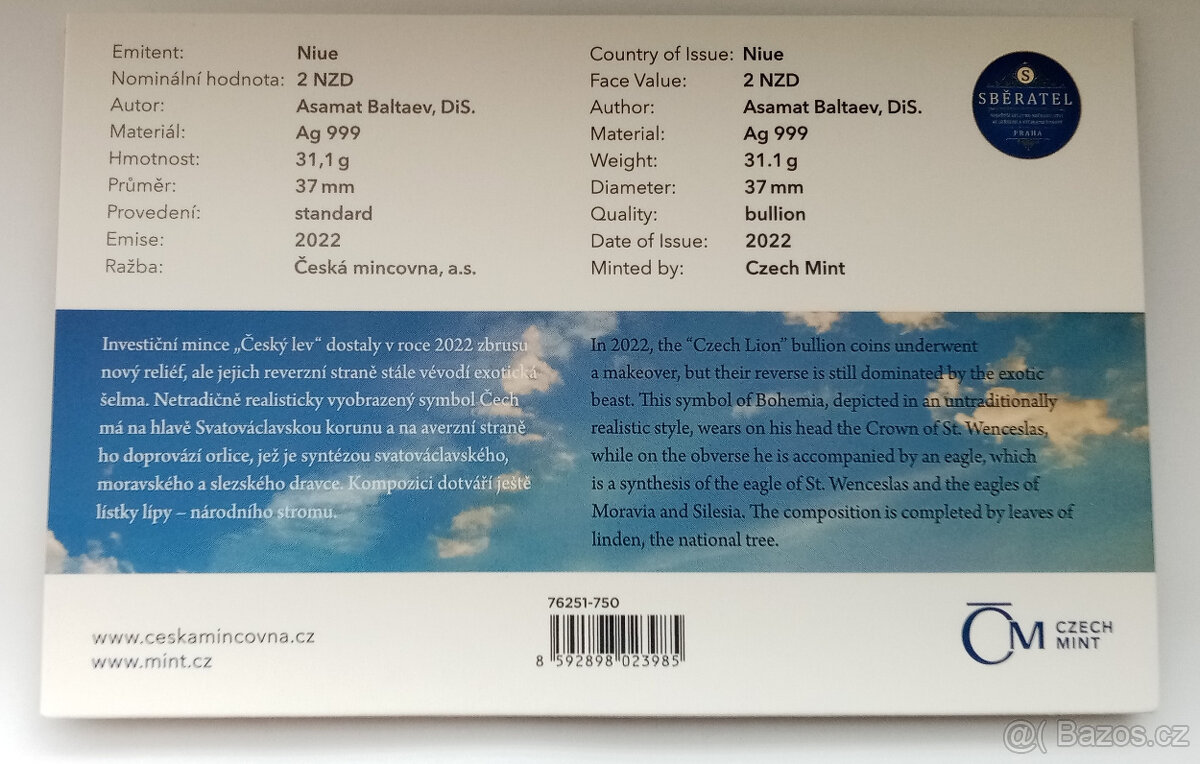 Emitent: Niue
Nominální hodnota: 2 NZD
Autor: Asamat Baltaev, DiS.
Materiál: Ag 999
Hmotnost: 31,1 g
Průměr: 37 mm
Provedení: standard
Emise: 2022
Ražba: Česká mincovna, a.s.
Country of Issue: Niue
Face Value: 2 NZD
Author: Asamat Baltaev, DiS.
Material: Ag 999
Weight: 31.1 g
Diameter: 37 mm
Quality: bullion
Date of Issue: 2022
Minted by: Czech Mint
S
SBĚRATEL
PRAHA
Investiční mince „Český lev“ dostaly v roce 2022 zbrusu
nový reliéf, ale jejich reverzní straně stále vévodí exotická
šelma. Netradičně realisticky vyobrazený symbol Čech
má na hlavě Svatováclavskou korunu a na averzní straně
ho doprovází orlice, jež je syntézou svatováclavského,
moravského a slezského dravce. Kompozici dotváří ještě
lístky lípy – národního stromu.
In 2022, the “Czech Lion” bullion coins underwent
a makeover, but their reverse is still dominated by the exotic
beast. This symbol of Bohemia, depicted in an untraditionally
realistic style, wears on his head the Crown of St. Wenceslas,
while on the obverse he is accompanied by an eagle, which
is a synthesis of the eagle of St. Wenceslas and the eagles of
Moravia and Silesia. The composition is completed by leaves of
linden, the national tree.
www.ceskamincovna.cz
www.mint.cz
76251-750
8 592898 023985
ČM CZECH
MINT
@( Bazos.cz